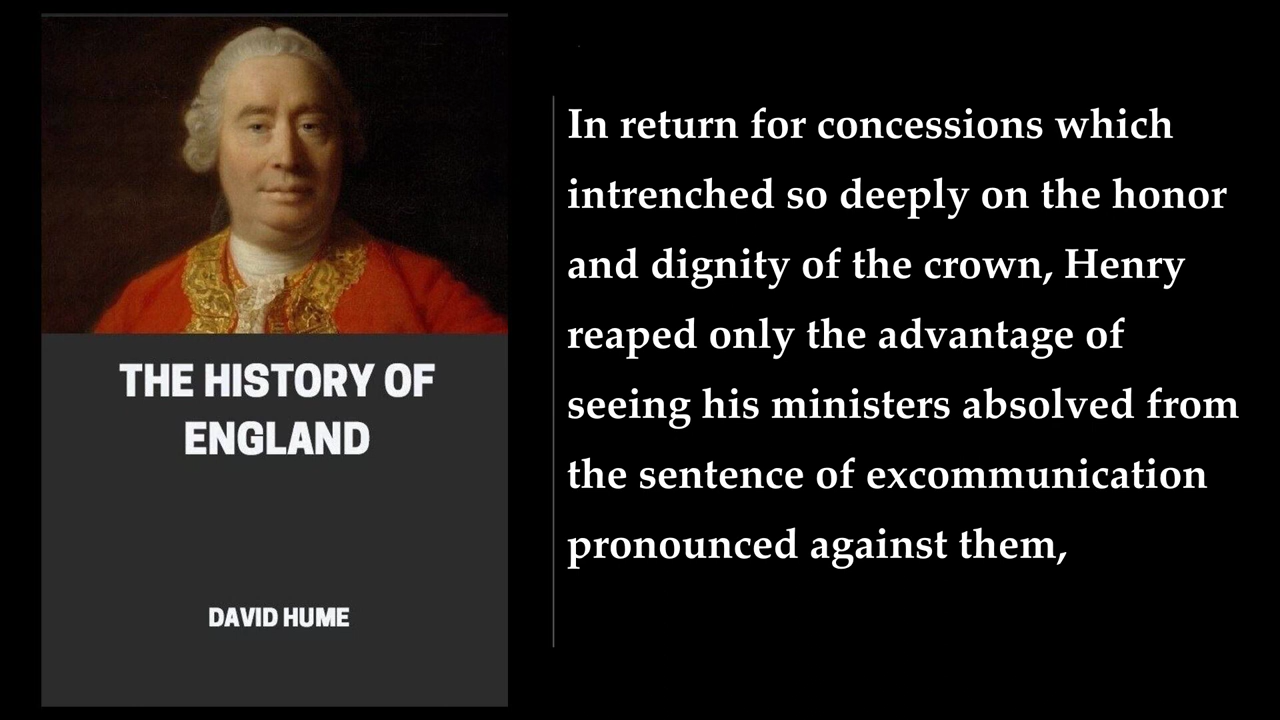 THE HISTORY OF
ENGLAND
DAVID HUME
In return for concessions which
intrenched so deeply on the honor
and dignity of the crown, Henry
reaped only the advantage of
seeing his ministers absolved from
the sentence of excommunication
pronounced against them,